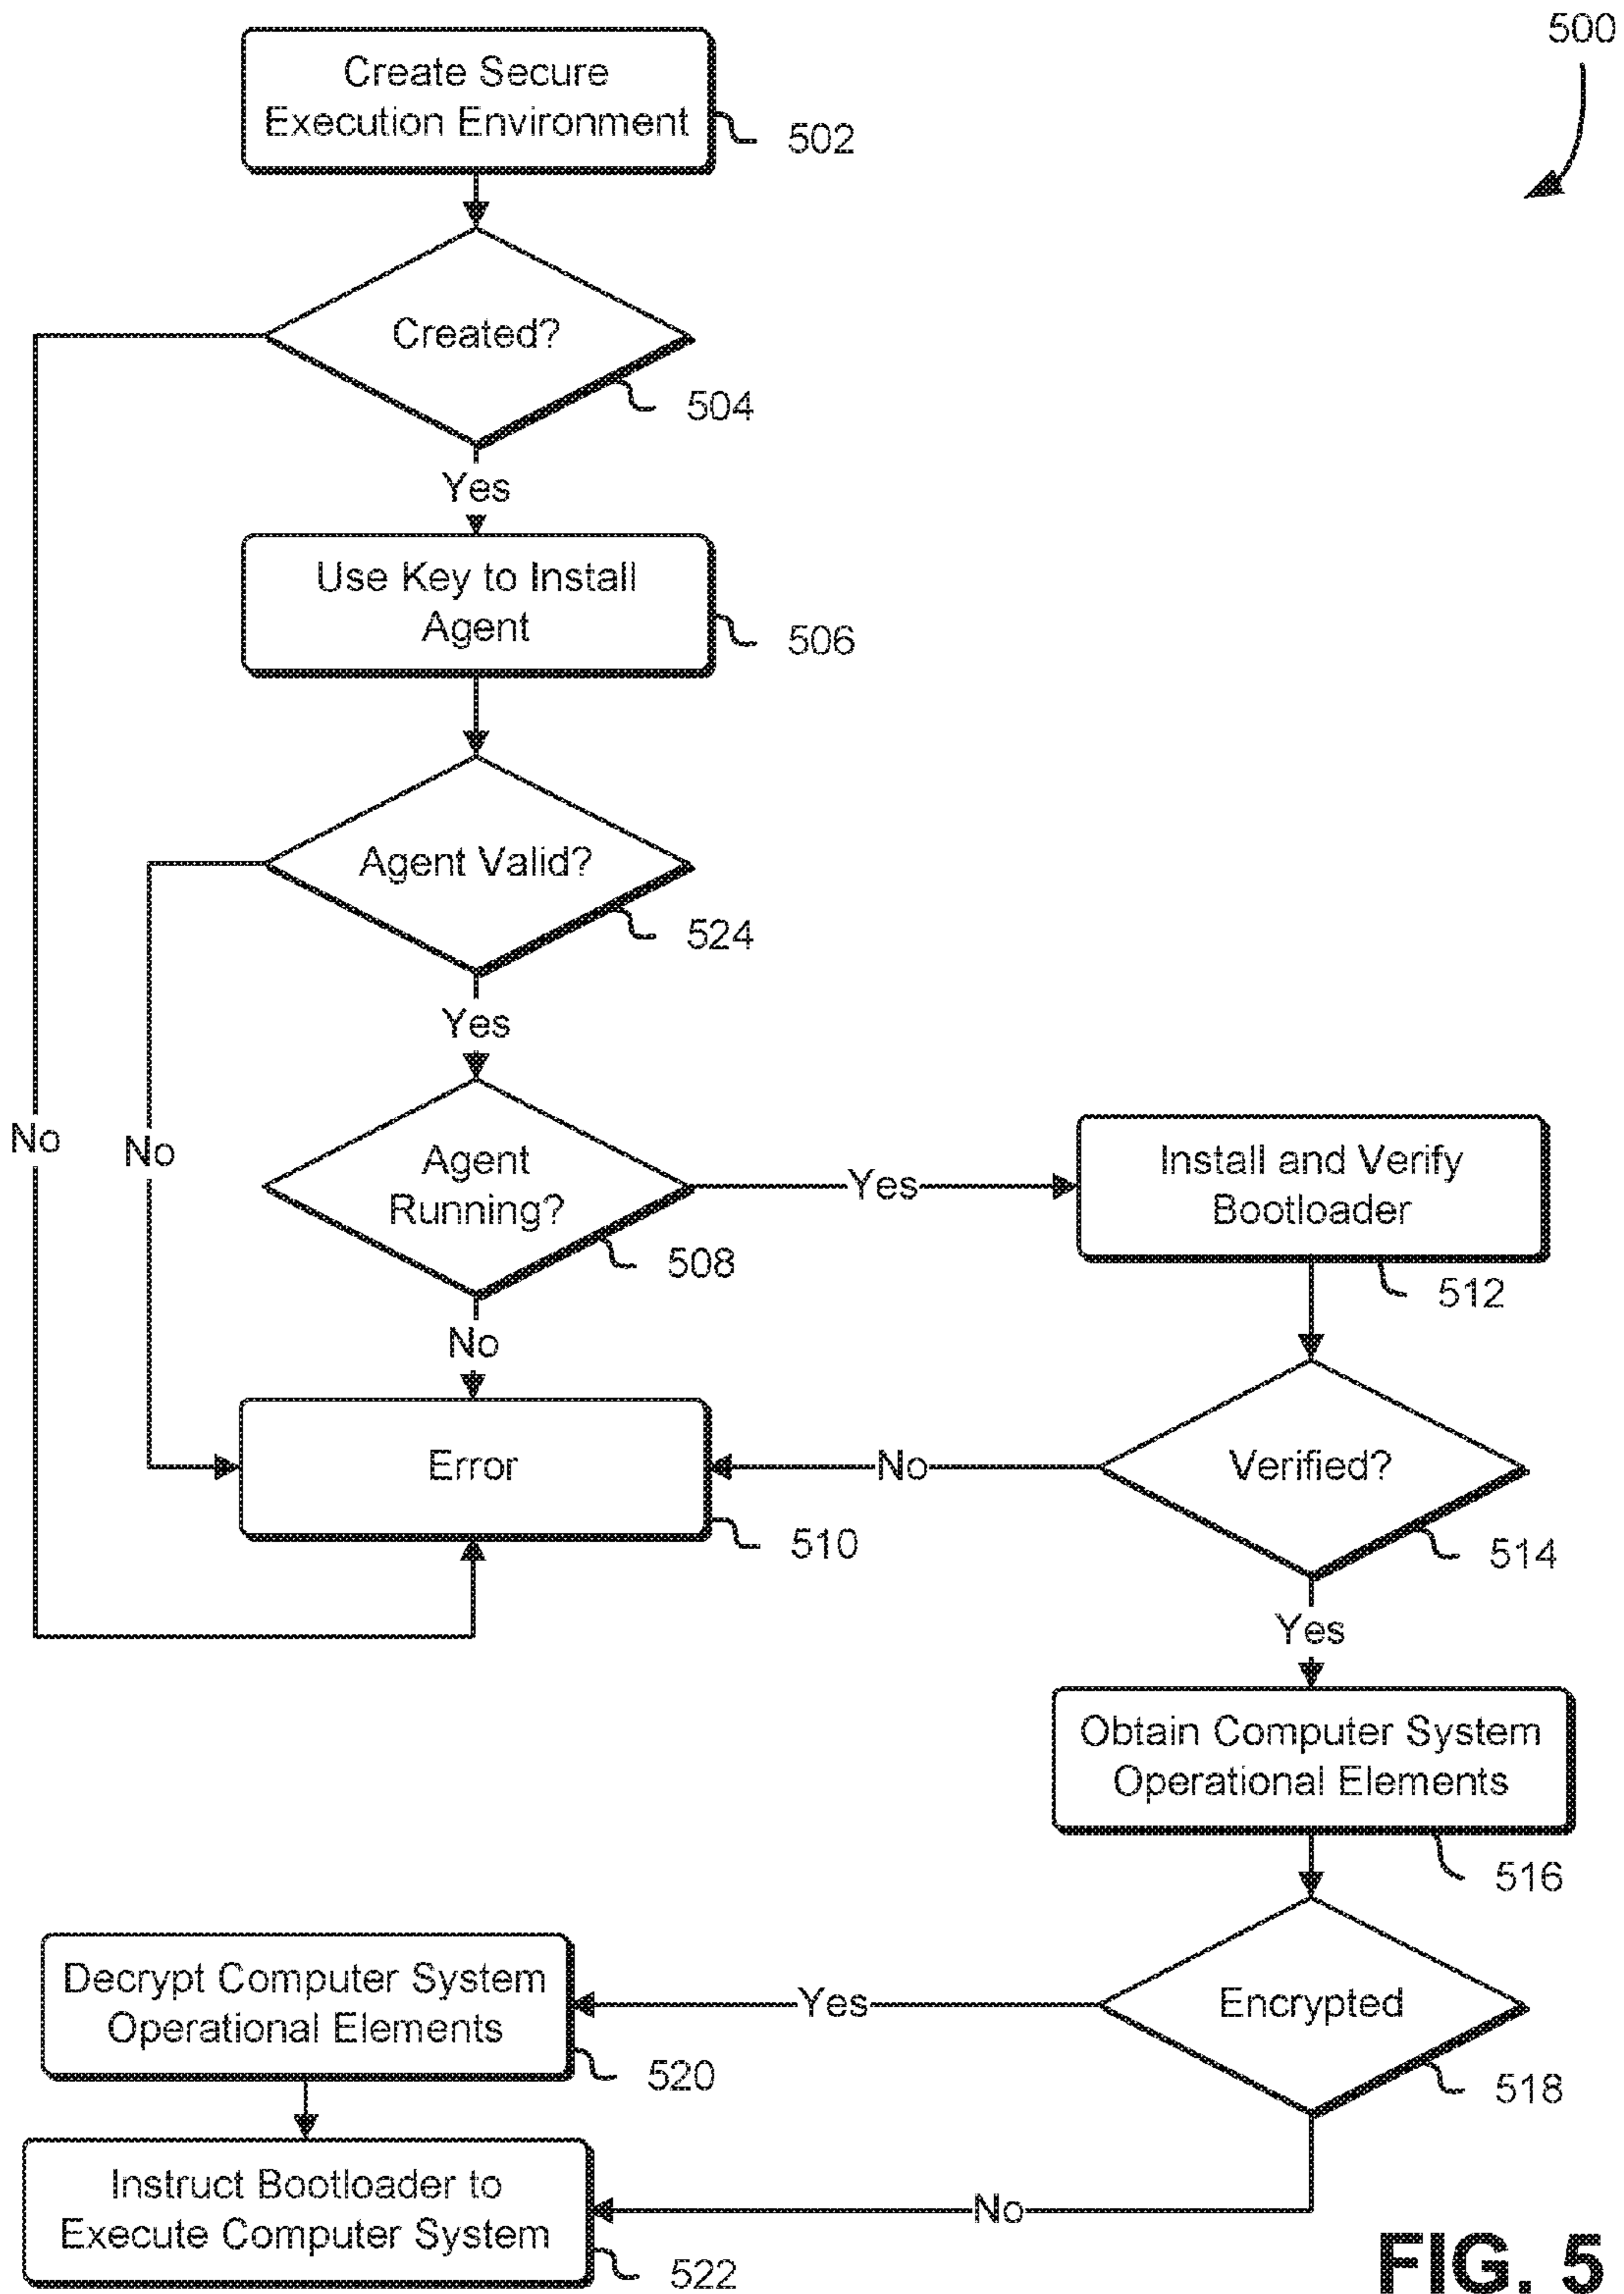 500
Create Secure
Execution Environment
502
Created?
504
Yes
Use Key to Install
Agent
506
Agent Valid?
524
Yes
No
No
Agent
Running?
508
Yes
Install and Verify
Bootloader
512
No
Error
510
No
Verified?
514
Yes
Obtain Computer System
Operational Elements
516
Decrypt Computer System
Operational Elements
520
Yes
Encrypted
518
Instruct Bootloader to
Execute Computer System
522
No
FIG. 5